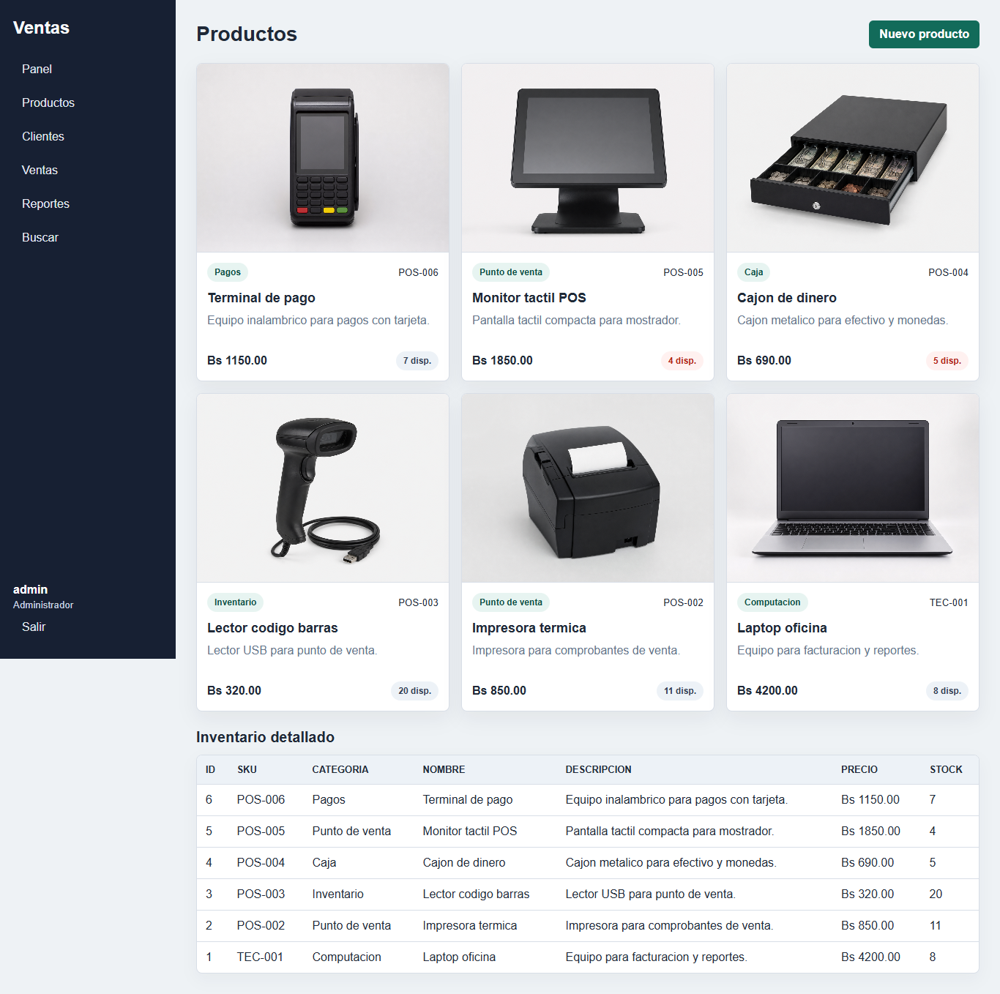 Ventas
Panel
Productos
Clientes
Ventas
Reportes
Buscar
admin
Administrador
Salir
Productos
Nuevo producto
Pagos POS-006
Terminal de pago
Equipo inalambrico para pagos con tarjeta.
Bs 1150.00 7 disp.
Punto de venta POS-005
Monitor tactil POS
Pantalla tactil compacta para mostrador.
Bs 1850.00 4 disp.
Caja POS-004
Cajon de dinero
Cajon metalico para efectivo y monedas.
Bs 690.00 5 disp.
Inventario POS-003
Lector codigo barras
Lector USB para punto de venta.
Bs 320.00 20 disp.
Punto de venta POS-002
Impresora termica
Impresora para comprobantes de venta.
Bs 850.00 11 disp.
Computacion TEC-001
Laptop oficina
Equipo para facturacion y reportes.
Bs 4200.00 8 disp.
Inventario detallado
ID SKU CATEGORIA NOMBRE DESCRIPCION PRECIO STOCK
6 POS-006 Pagos Terminal de pago Equipo inalambrico para pagos con tarjeta. Bs 1150.00 7
5 POS-005 Punto de venta Monitor tactil POS Pantalla tactil compacta para mostrador. Bs 1850.00 4
4 POS-004 Caja Cajon de dinero Cajon metalico para efectivo y monedas. Bs 690.00 5
3 POS-003 Inventario Lector codigo barras Lector USB para punto de venta. Bs 320.00 20
2 POS-002 Punto de venta Impresora termica Impresora para comprobantes de venta. Bs 850.00 11
1 TEC-001 Computacion Laptop oficina Equipo para facturacion y reportes. Bs 4200.00 8